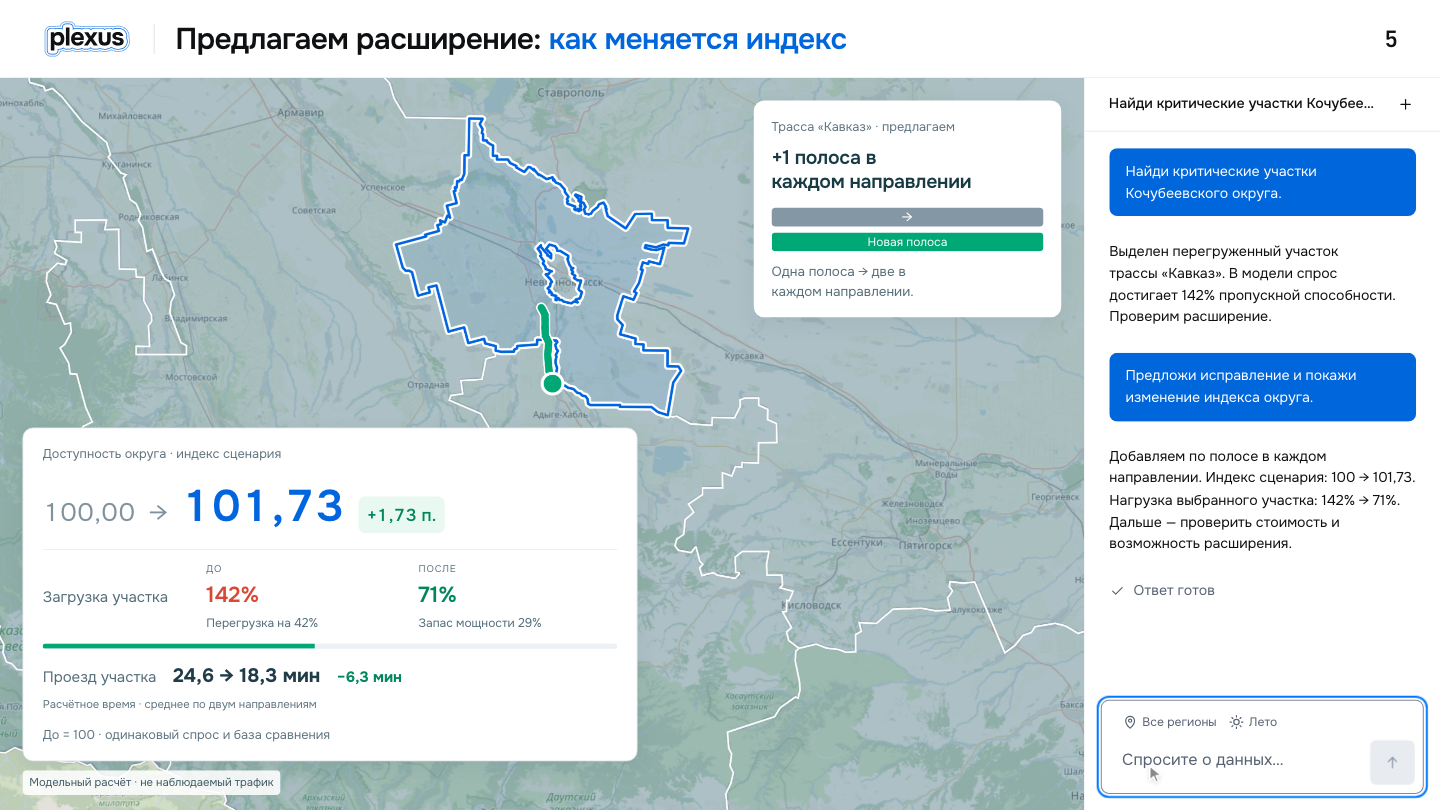 plexus
Предлагаем расширение: как меняется индекс
5
Ставрополь
Михайловская
Армавир
Курганинск
Успенское
Советская
Родниковская
Лабинск
Владимирская
Мостовской
Невинномысск
Отрадная
Адыге-Хабль
Курсавка
Минеральные
Воды
Железноводск
Георгиевск
Иноземцево
Ессентуки
Пятигорск
Кисловодск
Хасаутский
заказник
Даутский
Архызский
Трасса «Кавказ» · предлагаем
+1 полоса в
каждом направлении
→
Новая полоса
Одна полоса → две в
каждом направлении.
Доступность округа · индекс сценария
100,00 → 101,73 +1,73 п.
ДО
ПОСЛЕ
Загрузка участка 142% 71%
Перегрузка на 42% Запас мощности 29%
Проезд участка 24,6 → 18,3 мин −6,3 мин
Расчётное время · среднее по двум направлениям
До = 100 · одинаковый спрос и база сравнения
Модельный расчёт · не наблюдаемый трафик
Найди критические участки Кочубее... +
Найди критические участки
Кочубеевского округа.
Выделен перегруженный участок
трассы «Кавказ». В модели спрос
достигает 142% пропускной способности.
Проверим расширение.
Предложи исправление и покажи
изменение индекса округа.
Добавляем по полосе в каждом
направлении. Индекс сценария: 100 → 101,73.
Нагрузка выбранного участка: 142% → 71%.
Дальше — проверить стоимость и
возможность расширения.
Ответ готов
Все регионы Лето
Спросите о данных...